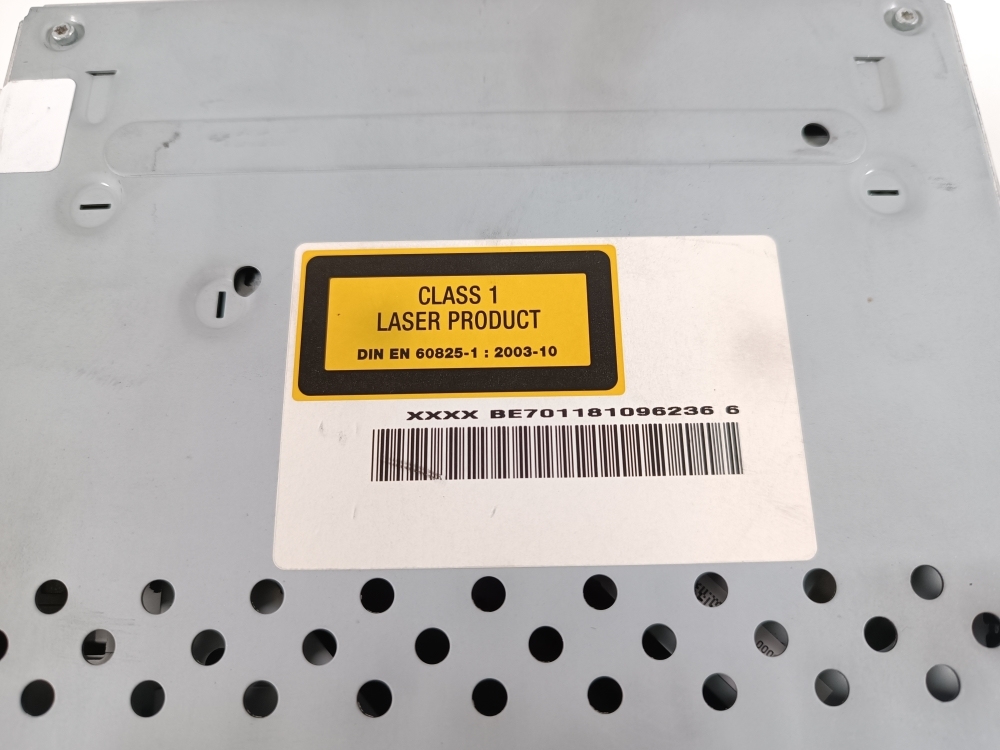 CLASS 1
LASER PRODUCT
DIN EN 60825-1 : 2003-10
XXXX BE701181096236 6